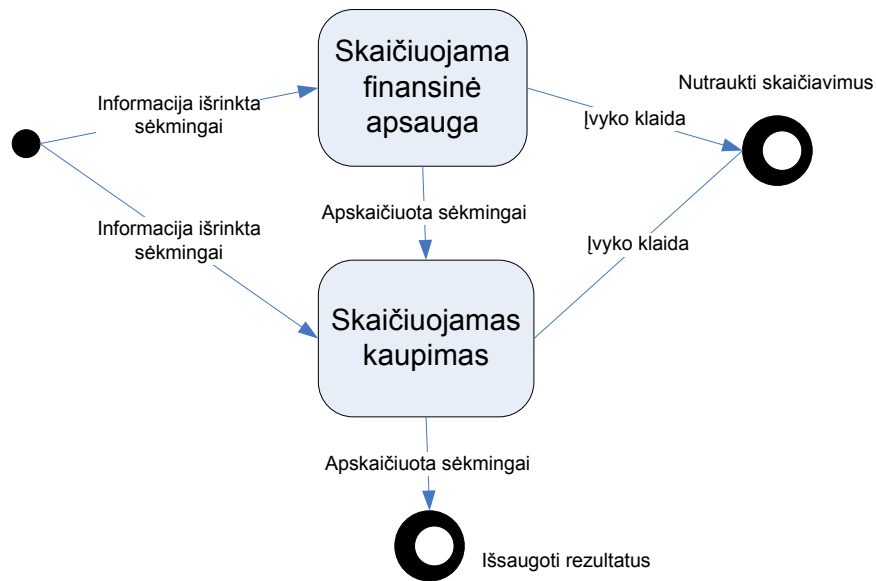 Skaičiuojama
finansinė
apsauga
Nutraukti skaičiavimus
Informacija išrinkta
sėkmingai
Įvyko klaida
Apskaičiuota sėkmingai
Informacija išrinkta
sėkmingai
Įvyko klaida
Skaičiuojamas
kaupimas
Apskaičiuota sėkmingai
Išsaugoti rezultatus